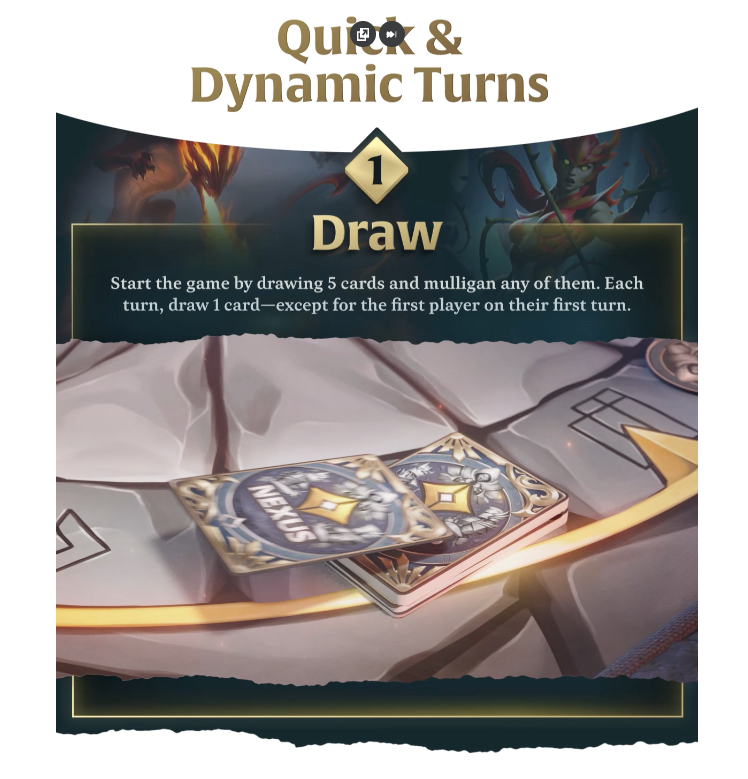 Quick &
Dynamic Turns
1
Draw
Start the game by drawing 5 cards and mulligan any of them. Each
turn, draw 1 card—except for the first player on their first turn.
NEXUS